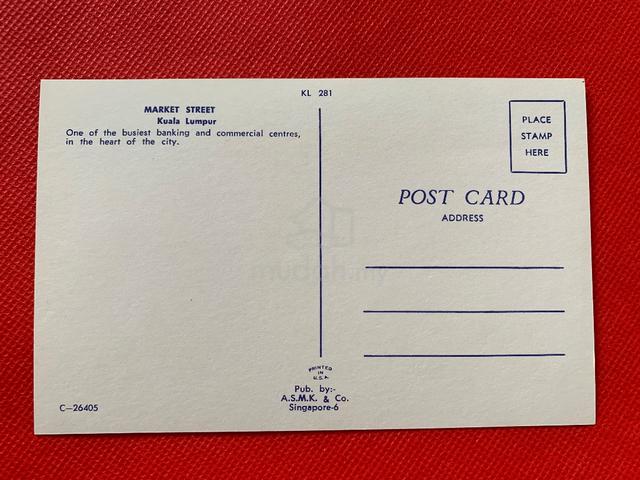 KL 281
MARKET STREET
Kuala Lumpur
One of the busiest banking and commercial centres,
in the heart of the city.
PLACE
STAMP
HERE
POST CARD
ADDRESS
mudah.my
PRINTED
IN
U.S.A.
Pub. by:-
A.S.M.K. & Co.
Singapore-6
C—26405